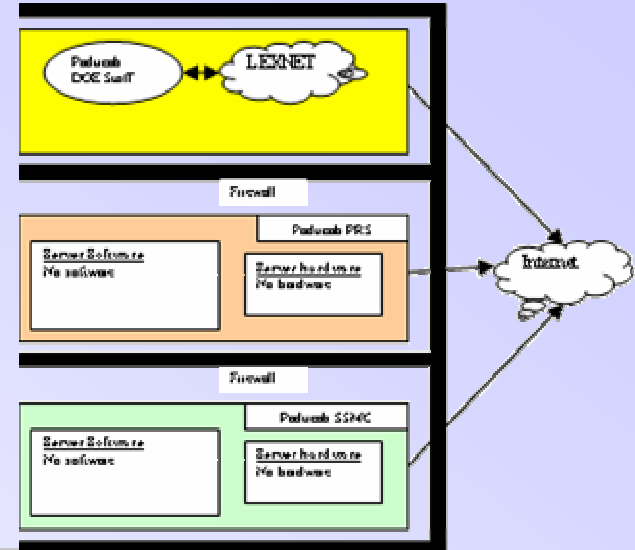 Paducah
DOE Staff
LEXNET
Firewall
Paducah PRS
Server Software
No software
Server hardware
No hardware
Internet
Firewall
Paducah SSMC
Server Software
No software
Server hardware
No hardware